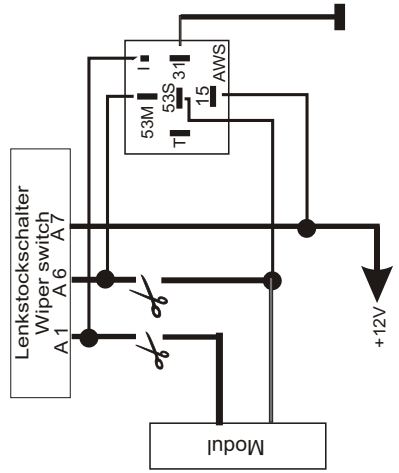 I
31
53M
53S
15
AWS
T
Lenkstockschalter
Wiper switch
A 7
A 6
A 1
+12V
Modul